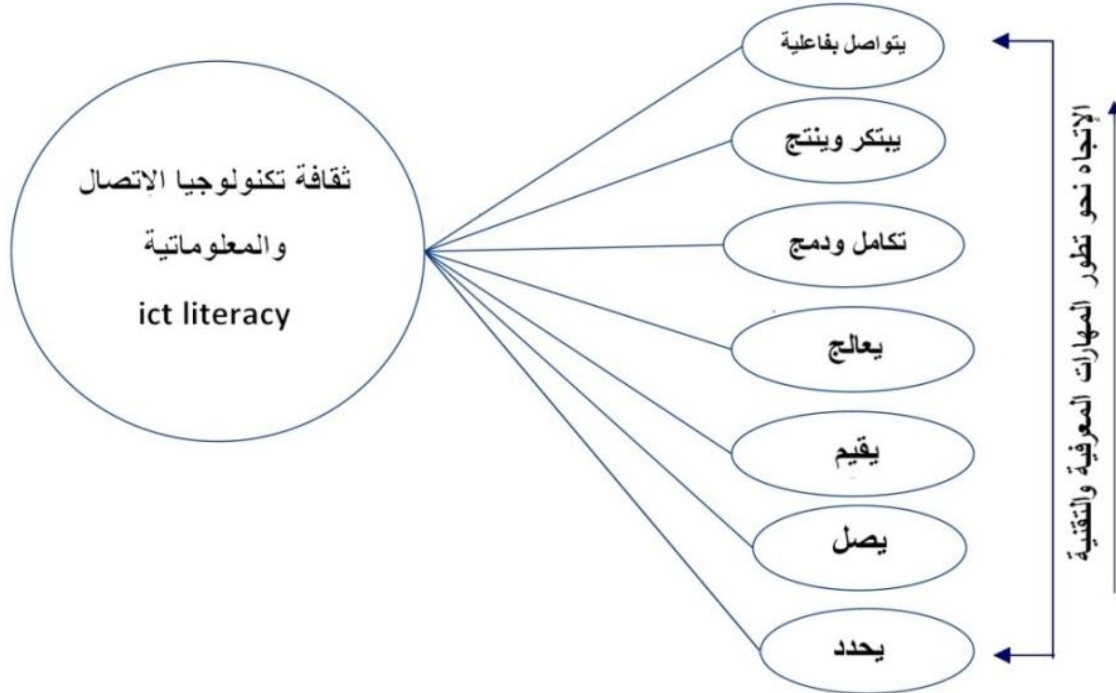 ثقافة تكنولوجيا الإتصال
والمعلوماتية
ict literacy
يتواصل بفاعلية
يبتكر وينتج
تكامل ودمج
يعالج
يقيم
يصل
يحدد
الإتجاه نحو تطور المهارات المعرفية والتقنية